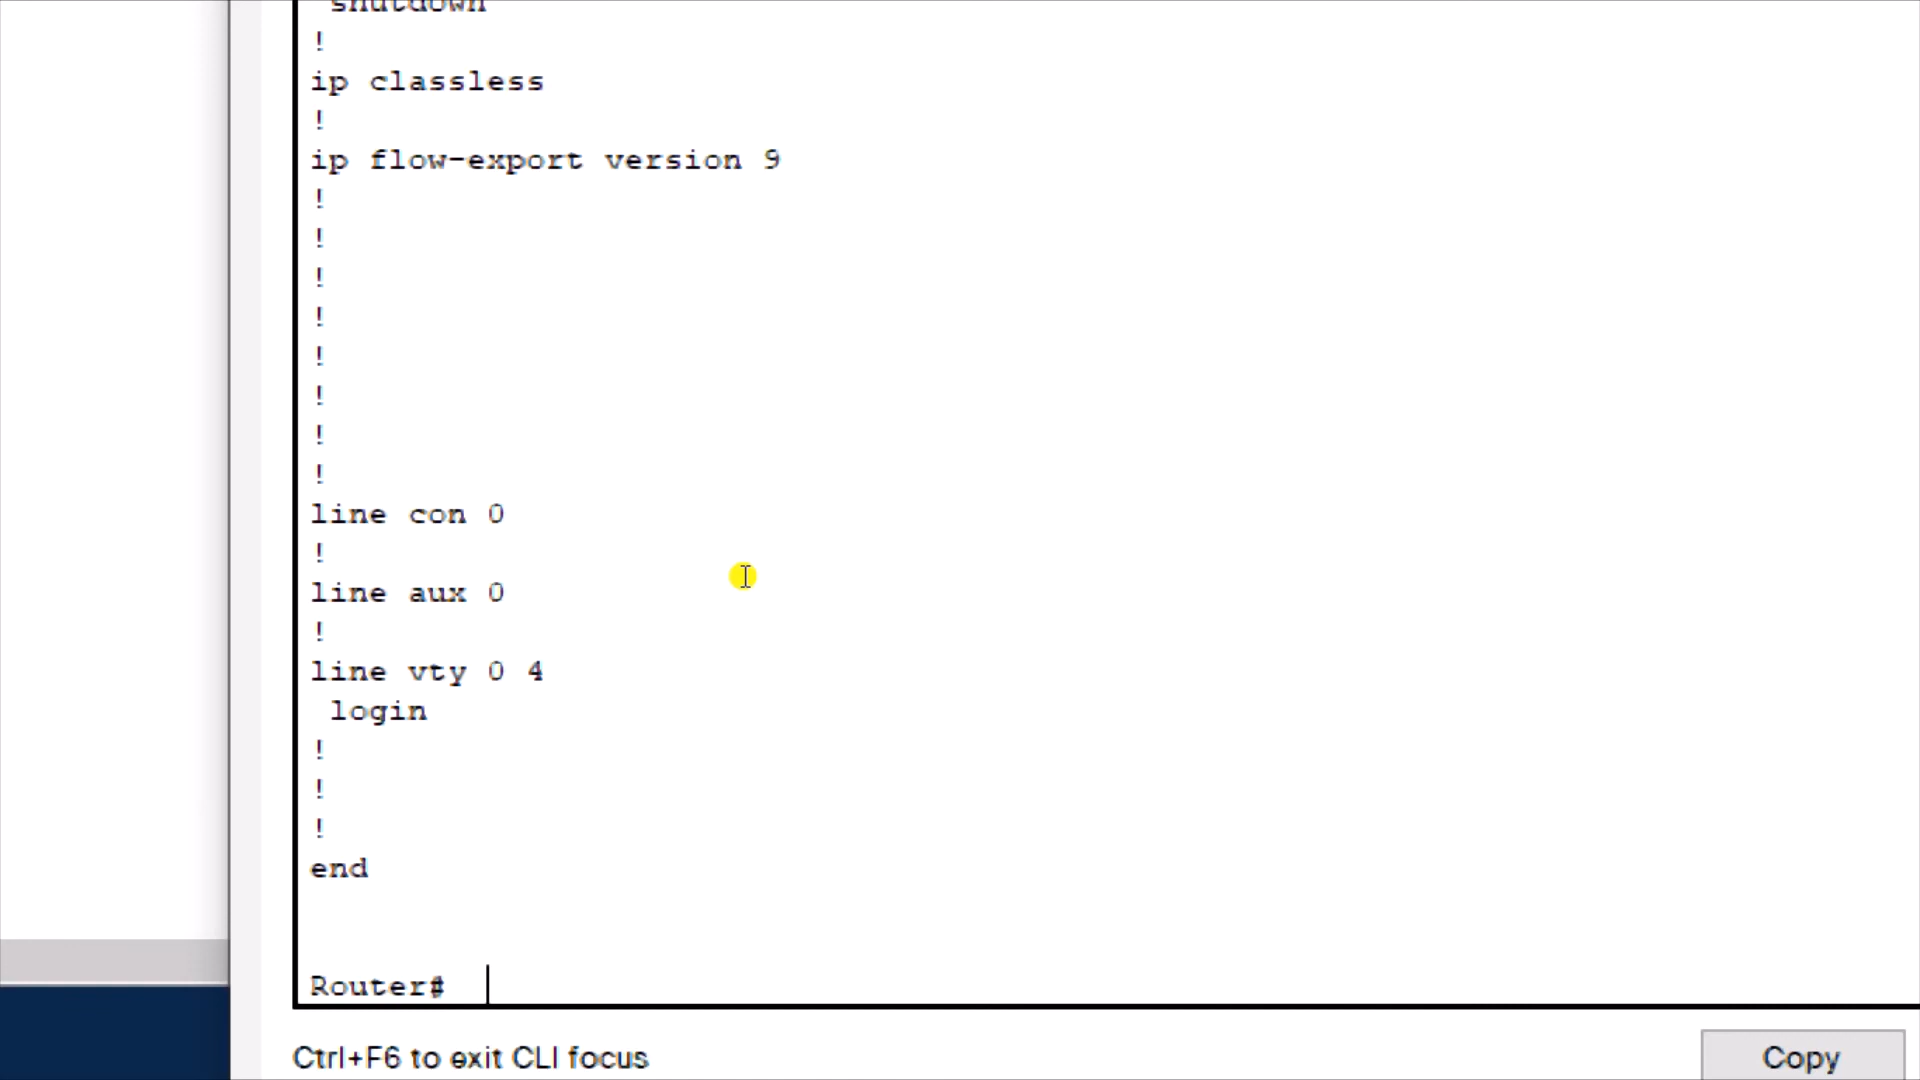 shutdown
!
ip classless
!
ip flow-export version 9
!
!
!
!
!
!
!
!
line con 0
!
line aux 0
!
line vty 0 4
 login
!
!
!
end
Router#
Ctrl+F6 to exit CLI focus
Copy